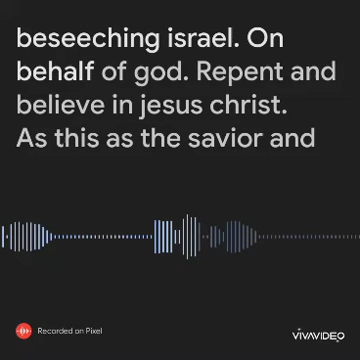 beseeching israel. On
behalf of god. Repent and
believe in jesus christ.
As this as the savior and
Recorded on Pixel
VIVAVIDEO